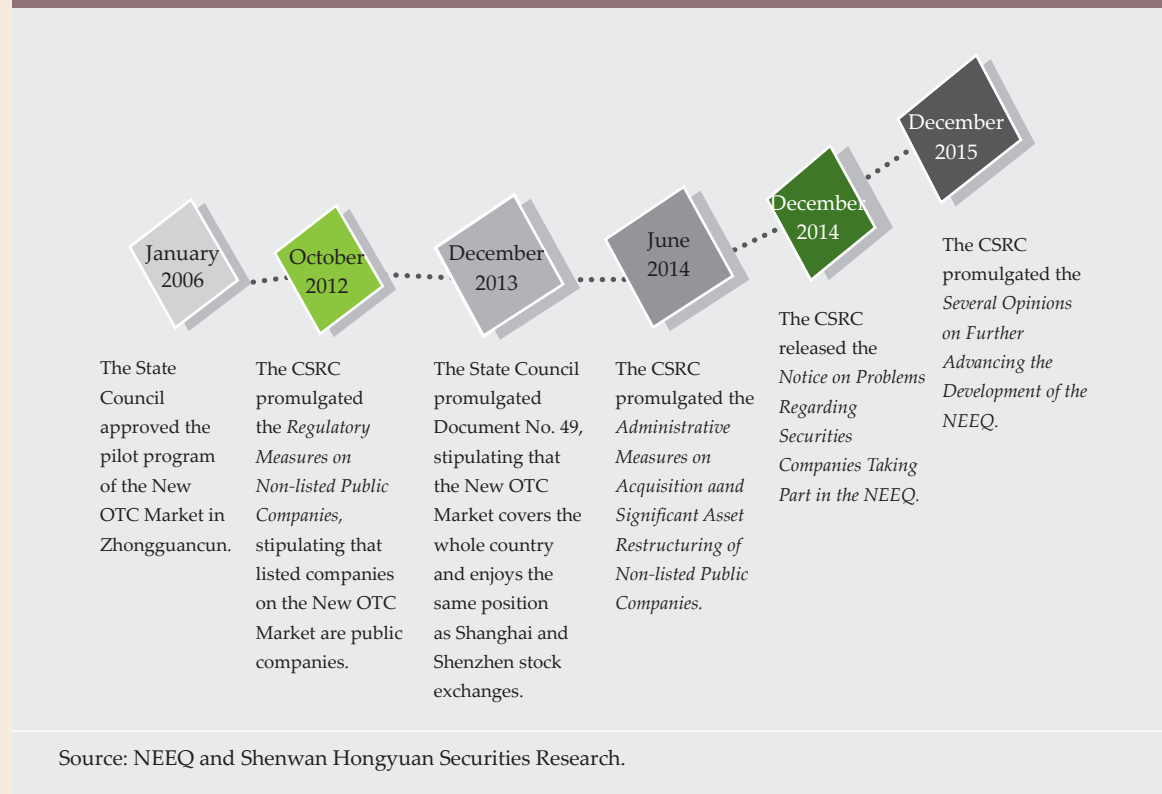 January
2006
The State
Council
approved the
pilot program
of the New
OTC Market in
Zhongguancun.
October
2012
The CSRC
promulgated
the Regulatory
Measures on
Non-listed Public
Companies,
stipulating that
listed companies
on the New OTC
Market are public
companies.
December
2013
The State Council
promulgated
Document No. 49,
stipulating that
the New OTC
Market covers the
whole country
and enjoys the
same position
as Shanghai and
Shenzhen stock
exchanges.
June
2014
The CSRC
promulgated the
Administrative
Measures on
Acquisition aand
Significant Asset
Restructuring of
Non-listed Public
Companies.
December
2014
The CSRC
released the
Notice on Problems
Regarding
Securities
Companies Taking
Part in the NEEQ.
December
2015
The CSRC
promulgated the
Several Opinions
on Further
Advancing the
Development of the
NEEQ.
Source: NEEQ and Shenwan Hongyuan Securities Research.